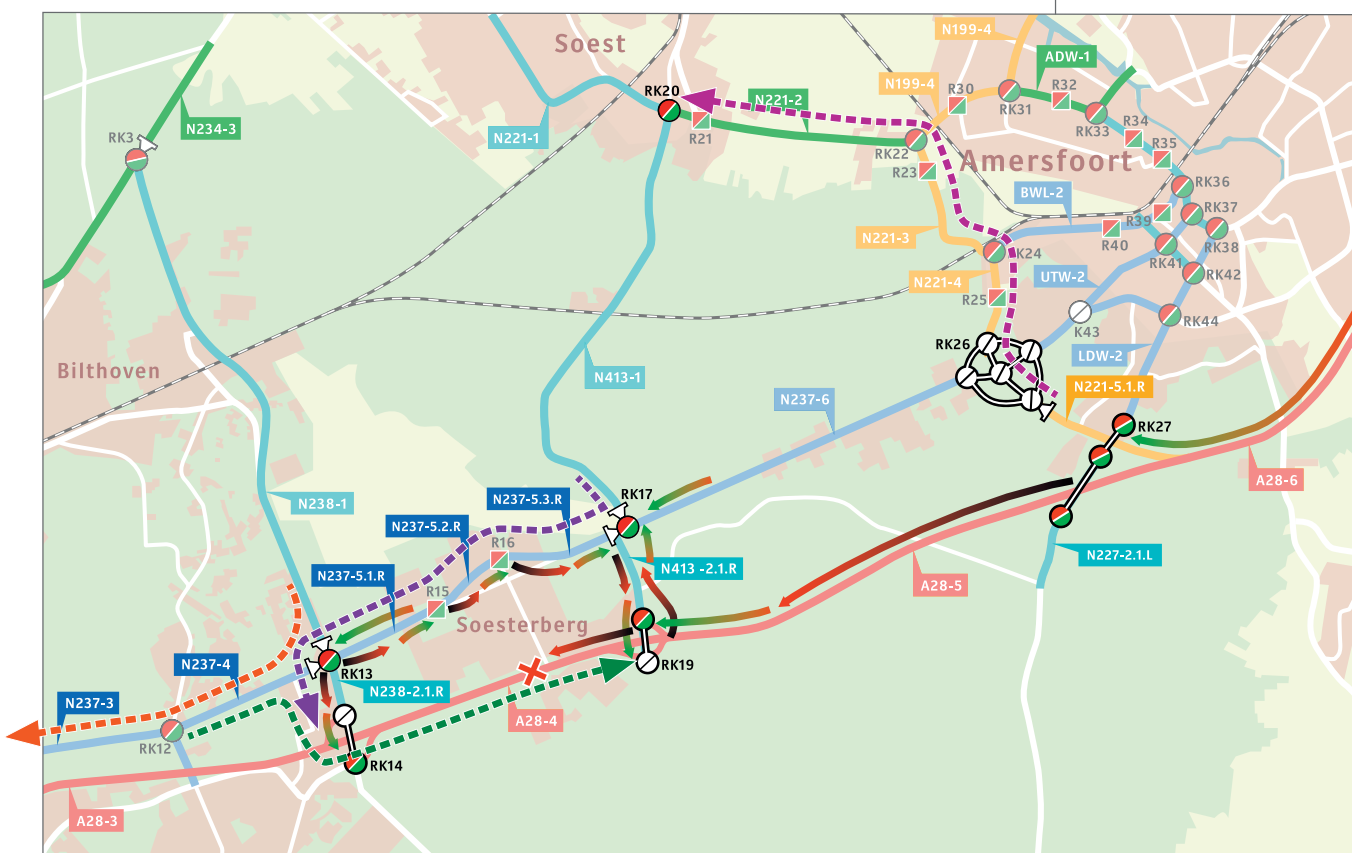 N199-4
Soest
ADW-1
N199-4
R30
R32
RK20
N221-2
RK31
RK33
N234-3
RK3
N221-1
R21
R34
RK22
R35
Amersfoort
R23
RK36
BWL-2
RK37
R39
R40
RK38
N221-3
K24
RK41
UTW-2
RK42
N221-4
R25
K43
RK44
RK26
LDW-2
Bilthoven
N413-1
N221-5.1.R
N237-6
RK27
A28-6
N238-1
RK17
N237-5.3.R
N237-5.2.R
R16
N227-2.1.L
N413 -2.1.R
N237-5.1.R
A28-5
R15
Soesterberg
N237-4
RK13
RK19
N238-2.1.R
N237-3
A28-4
RK12
RK14
A28-3